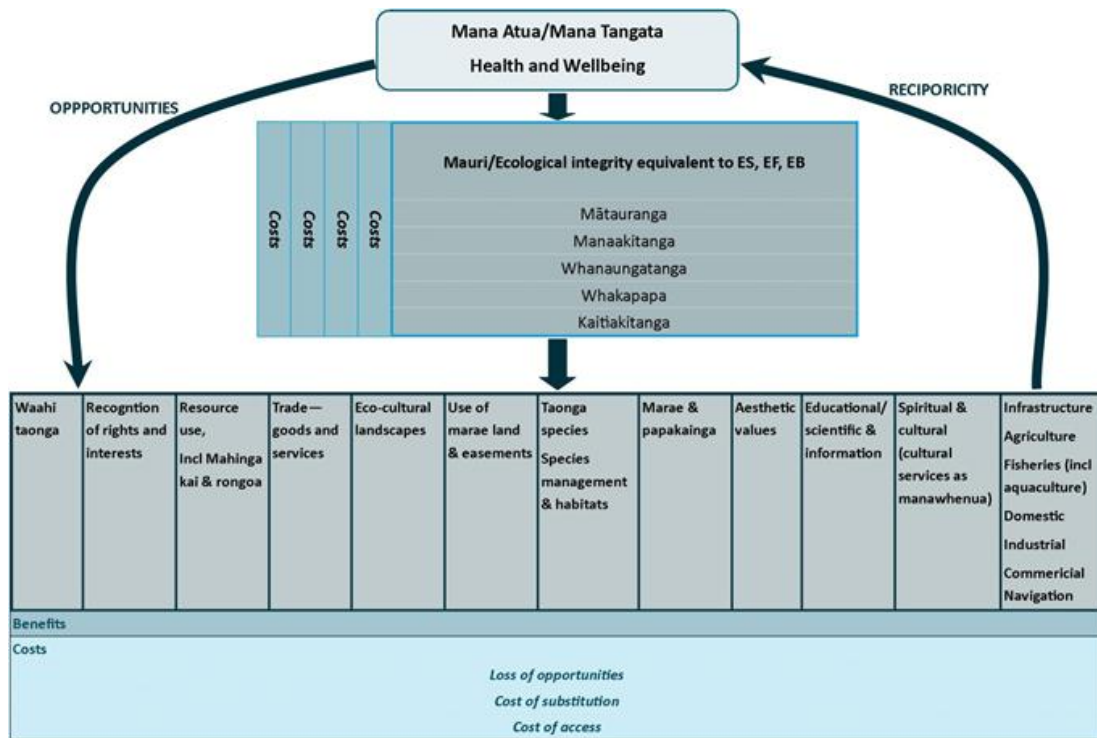 Mana Atua/Mana Tangata
Health and Wellbeing
OPPPORTUNITIES
RECIPORICITY
Costs
Costs
Costs
Costs
Mauri/Ecological integrity equivalent to ES, EF, EB
Mātauranga
Manaakitanga
Whanaungatanga
Whakapapa
Kaitiakitanga
Waahi
taonga
Recogntion
of rights and
interests
Resource
use,
Incl Mahinga
kai & rongoa
Trade—
goods and
services
Eco-cultural
landscapes
Use of
marae land
& easements
Taonga
species
Species
management
& habitats
Marae &
papakainga
Aesthetic
values
Educational/
scientific &
information
Spiritual &
cultural
(cultural
services as
manawhenua)
Infrastructure
Agriculture
Fisheries (incl
aquaculture)
Domestic
Industrial
Commericial
Navigation
Benefits
Costs
Loss of opportunities
Cost of substitution
Cost of access